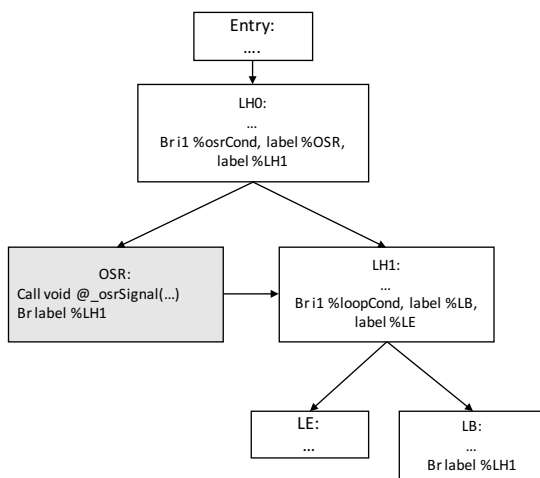 Entry:
....
LH0:
...
Br i1 %osrCond, label %OSR,
label %LH1
OSR:
Call void @_osrSignal(...)
Br label %LH1
LH1:
...
Br i1 %loopCond, label %LB,
label %LE
LE:
...
LB:
...
Br label %LH1